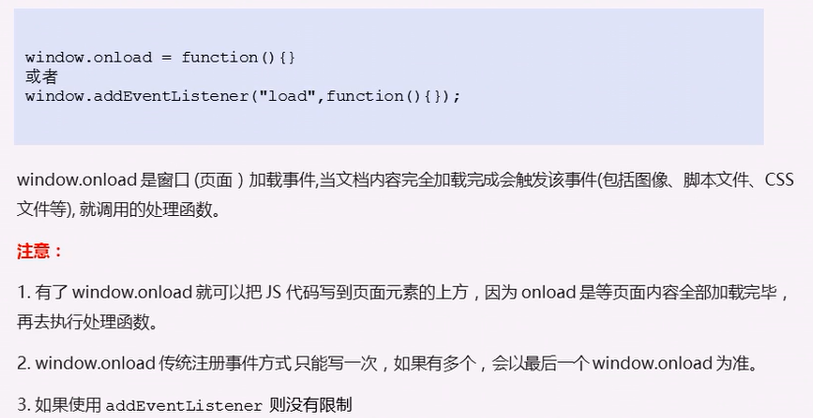 window.onload = function(){}
或者
window.addEventListener("load",function(){});
window.onload 是窗口 (页面）加载事件,当文档内容完全加载完成会触发该事件(包括图像、脚本文件、CSS
文件等), 就调用的处理函数。
注意：
1. 有了 window.onload 就可以把 JS 代码写到页面元素的上方，因为 onload 是等页面内容全部加载完毕，
再去执行处理函数。
2. window.onload 传统注册事件方式 只能写一次，如果有多个，会以最后一个 window.onload 为准。
3. 如果使用 addEventListener 则没有限制